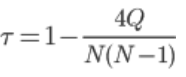 τ = 1 − 4Q / N(N − 1)